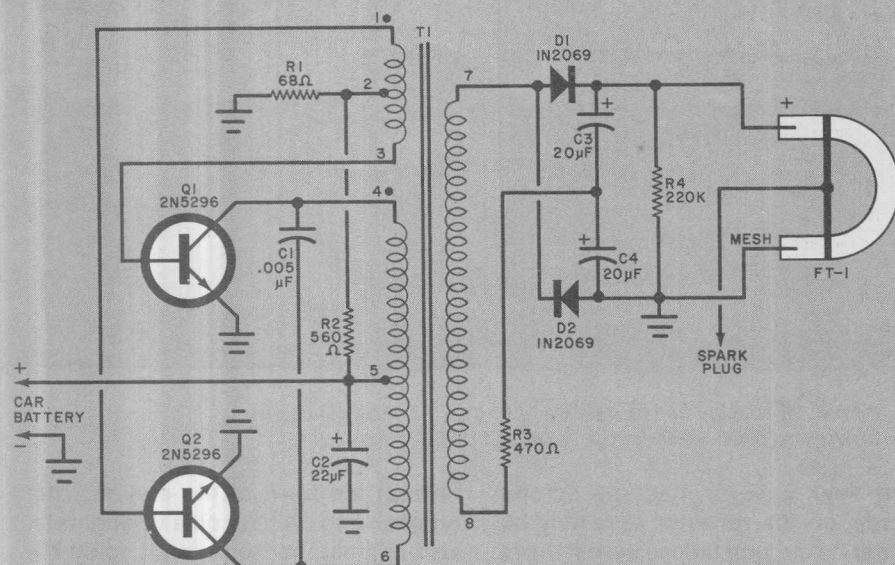 1
T1
R1
68Ω
2
3
Q1
2N5296
4
C1
.005
µF
R2
560
Ω
+
5
CAR
BATTERY
-
Q2
2N5296
+
C2
22µF
6
7
D1
1N2069
+
C3
20µF
R4
220K
+
C4
20µF
D2
1N2069
R3
470Ω
8
+
MESH
FT-1
SPARK
PLUG